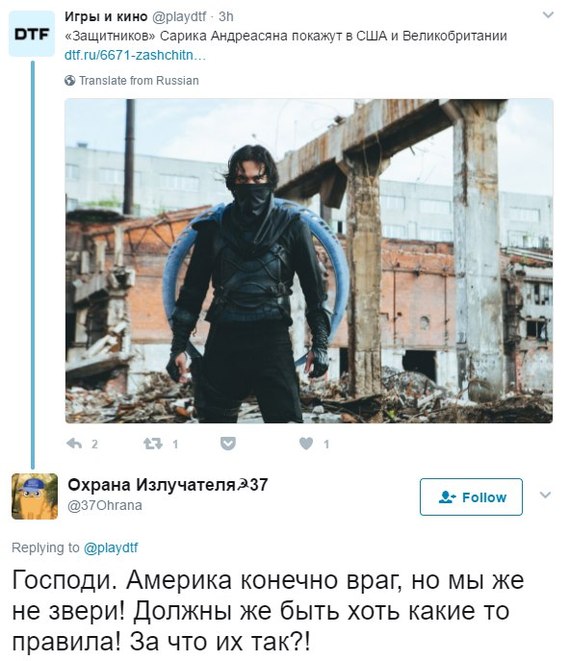 DTF
Игры и кино @playdtf · 3h
«Защитников» Сарика Андреасяна покажут в США и Великобритании
dtf.ru/6671-zashchitn…
Translate from Russian
2 1 1
Охрана Излучателя☭37
@37Ohrana
Follow
Replying to @playdtf
Господи. Америка конечно враг, но мы же
не звери! Должны же быть хоть какие то
правила! За что их так?!